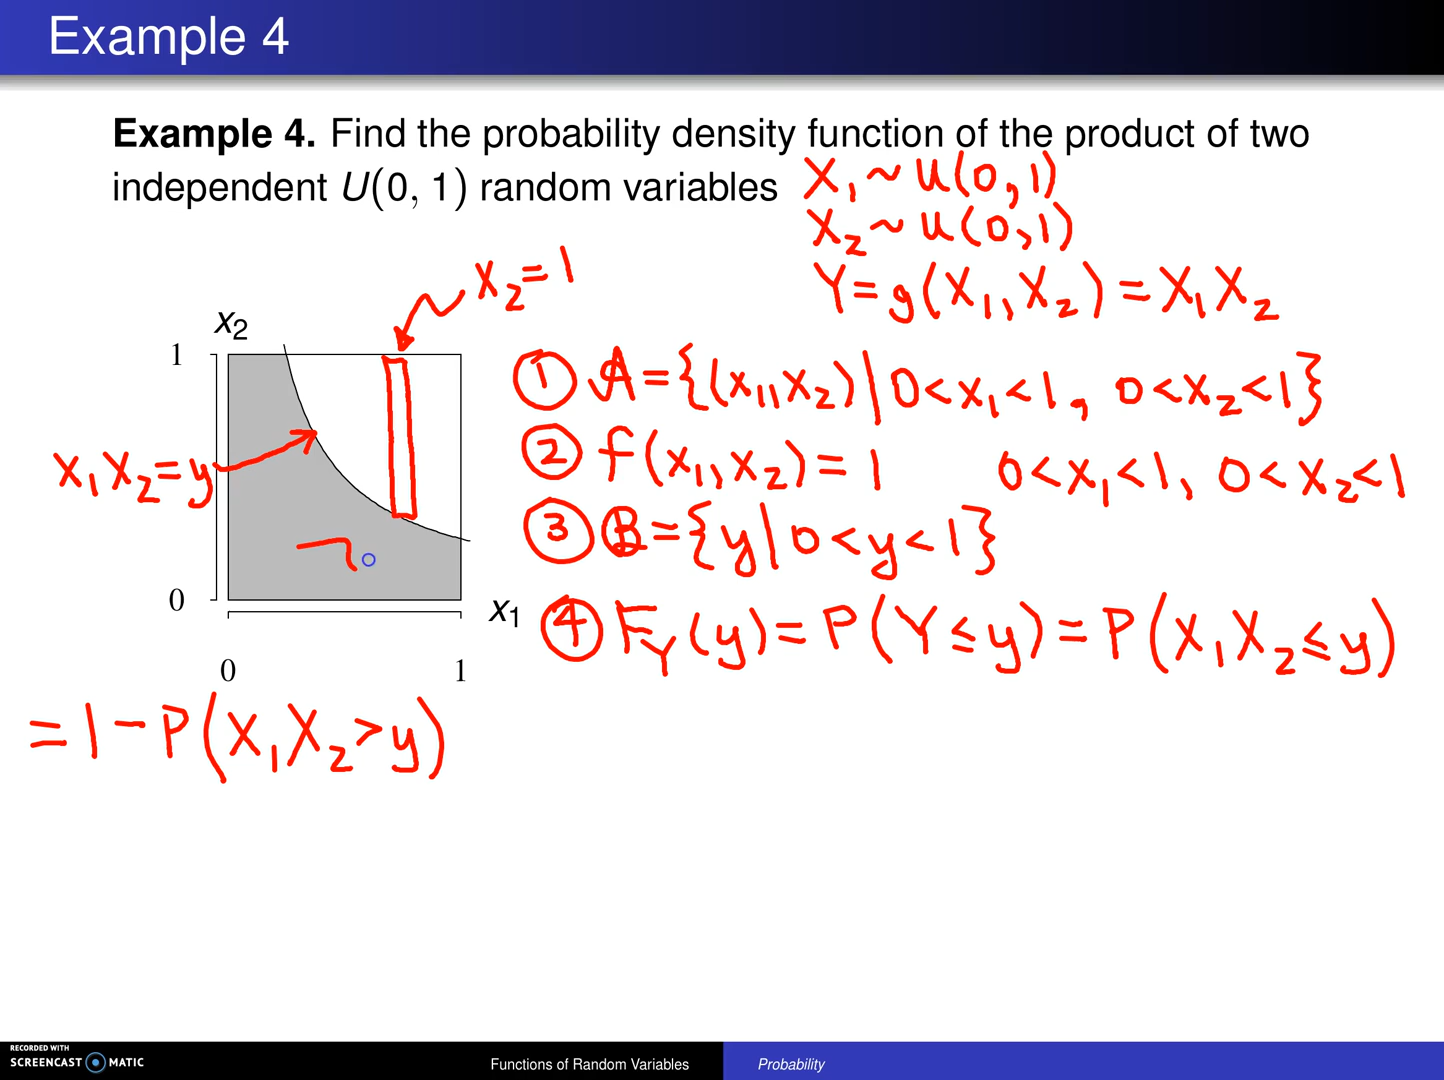 Example 4
Example 4. Find the probability density function of the product of two
independent U(0, 1) random variables
X₁ ~ U(0,1)
X₂ ~ U(0,1)
Y = g(X₁, X₂) = X₁X₂
x₂ = 1
x₂
1
① A = {(x₁, x₂) | 0 < x₁ < 1, 0 < x₂ < 1}
② f(x₁, x₂) = 1 0 < x₁ < 1, 0 < x₂ < 1
x₁x₂ = y
③ B = {y | 0 < y < 1}
0
x₁
④ F_Y(y) = P(Y ≤ y) = P(X₁X₂ ≤ y)
0 1
= 1 - P(X₁X₂ > y)
RECORDED WITH
SCREENCAST MATIC
Functions of Random Variables Probability